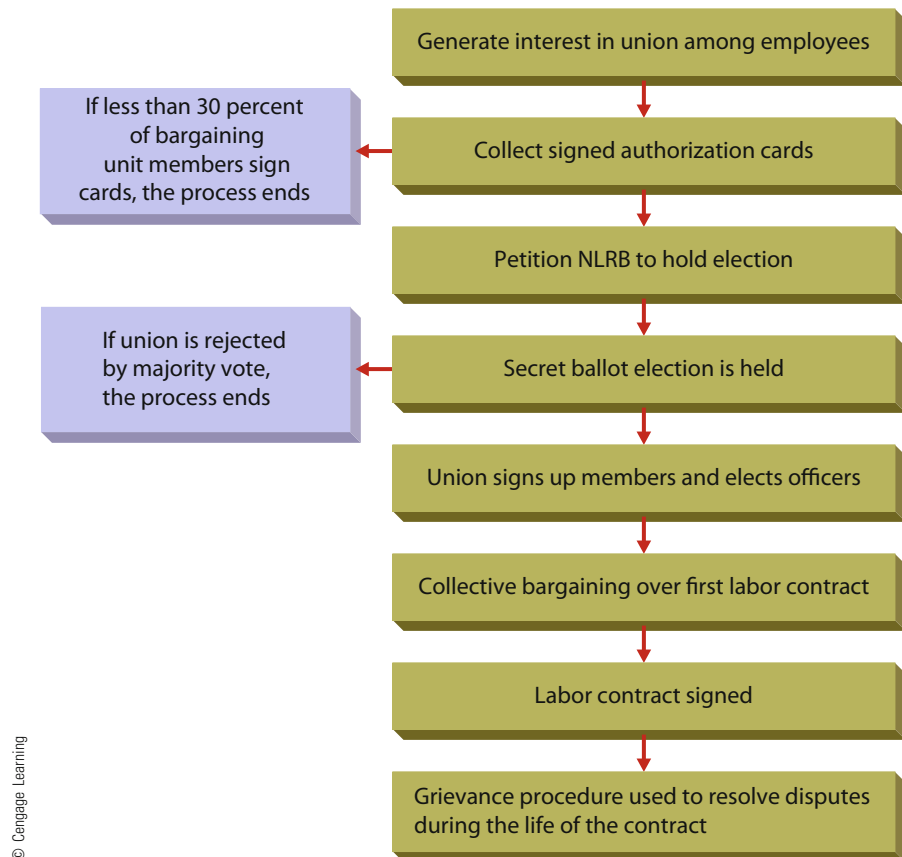 Generate interest in union among employees
If less than 30 percent
of bargaining
unit members sign
cards, the process ends
Collect signed authorization cards
Petition NLRB to hold election
If union is rejected
by majority vote,
the process ends
Secret ballot election is held
Union signs up members and elects officers
Collective bargaining over first labor contract
Labor contract signed
Grievance procedure used to resolve disputes
during the life of the contract
© Cengage Learning